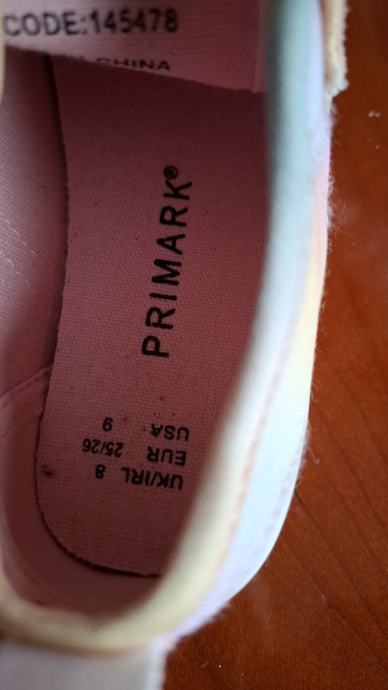 CODE:145478
CHINA
PRIMARK®
UK/IRL 8
EUR 25/26
USA 9